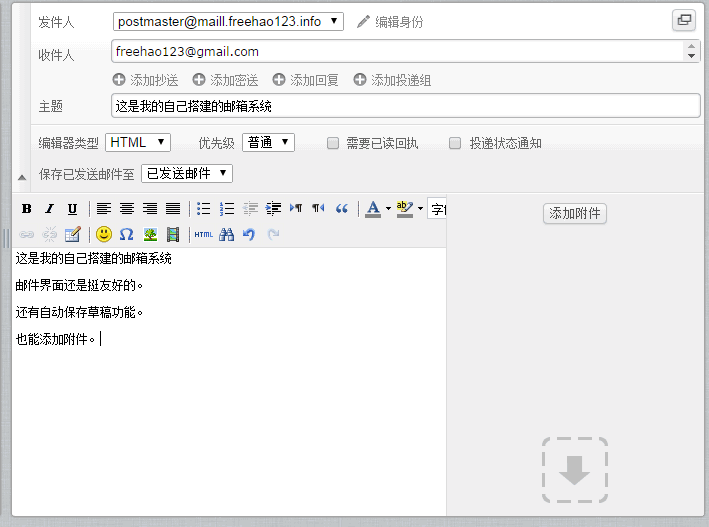 发件人 postmaster@maill.freehao123.info 编辑身份
收件人 freehao123@gmail.com
添加抄送 添加密送 添加回复 添加投递组
主题 这是我的自己搭建的邮箱系统
编辑器类型 HTML 优先级 普通 需要已读回执 投递状态通知
保存已发送邮件至 已发送邮件
B I U A ab 字体
HTML
添加附件
这是我的自己搭建的邮箱系统
邮件界面还是挺友好的。
还有自动保存草稿功能。
也能添加附件。